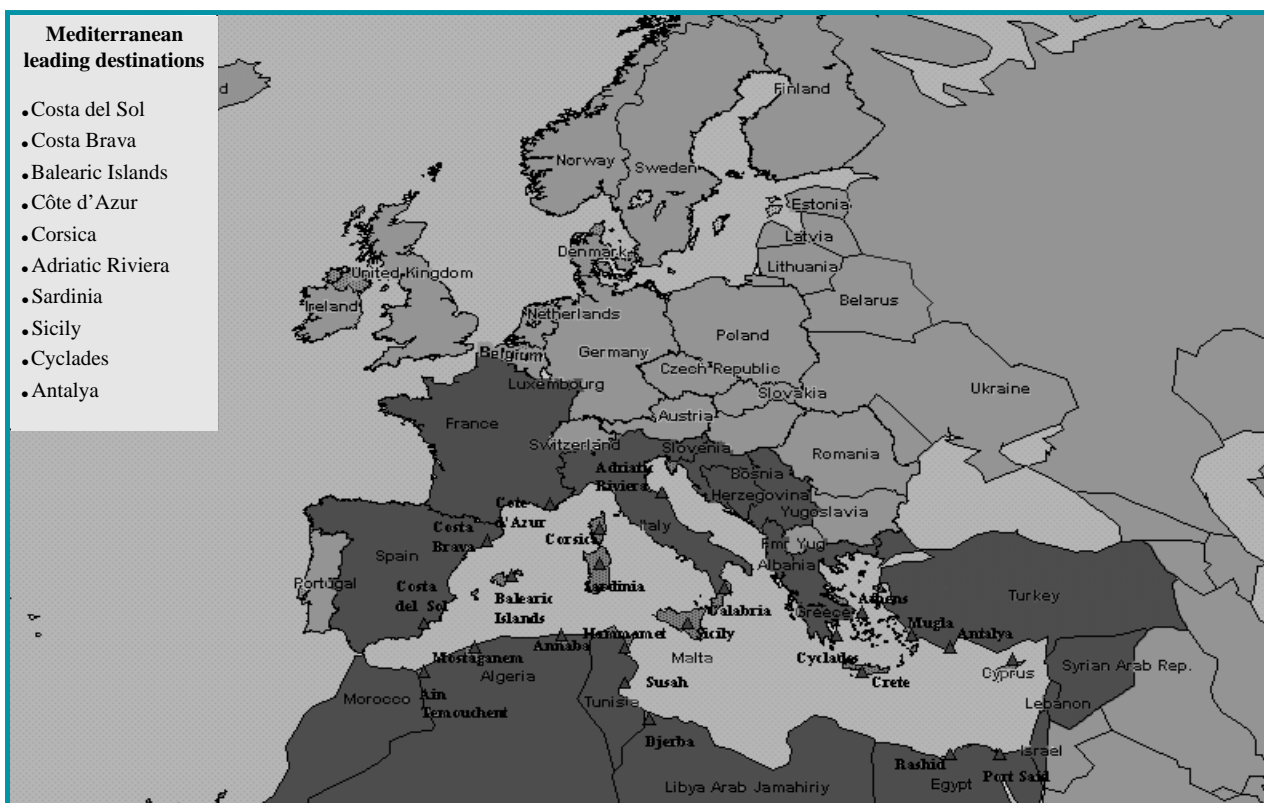 Mediterranean
leading destinations
•Costa del Sol
•Costa Brava
•Balearic Islands
•Côte d'Azur
•Corsica
•Adriatic Riviera
•Sardinia
•Sicily
•Cyclades
•Antalya
d
Finland
Norway
Sweden
Estonia
Latvia
Denmark
Lithuania
United Kingdom
Belarus
Ireland
Netherlands
Poland
Belgium
Germany
Czech Republic
Luxembourg
Slovakia
Ukraine
Austria
France
Switzerland
Slovenia
Romania
Adriatic
Riviera
Bosnia
Herzegovina
Yugoslavia
Cote
d'Azur
Italy
Costa
Brava
Corsica
Fmr Yug
Spain
Albania
Portugal
Costa
del Sol
Balearic
Islands
Sardinia
Calabria
Greece
Athens
Turkey
Sicily
Hammamet
Annaba
Mugla
Antalya
Mostaganem
Malta
Cyclades
Cyprus
Syrian Arab Rep.
Algeria
Crete
Morocco
Ain
Temouchent
Tunisia
Susah
Lebanon
Djerba
Israel
Rashid
Port Said
Libya Arab Jamahiriy
Egypt